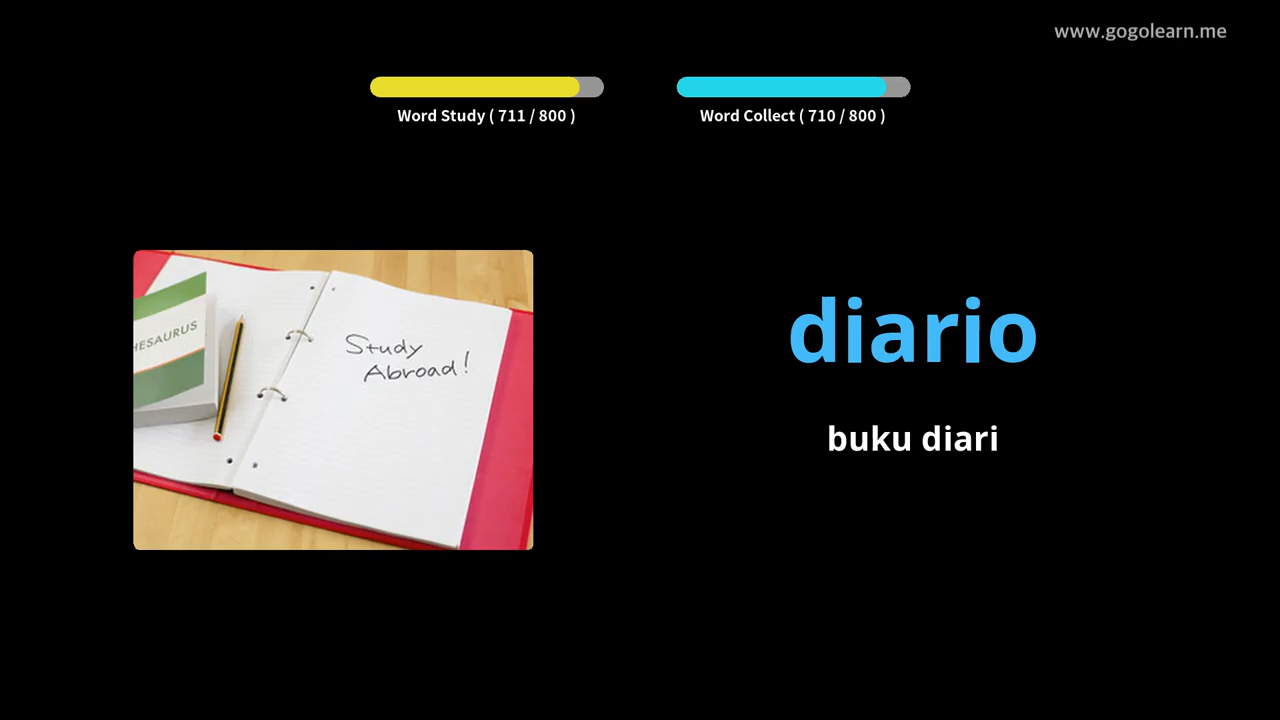 www.gogolearn.me
Word Study ( 711 / 800 )
Word Collect ( 710 / 800 )
HESAURUS
Study
Abroad!
diario
buku diari